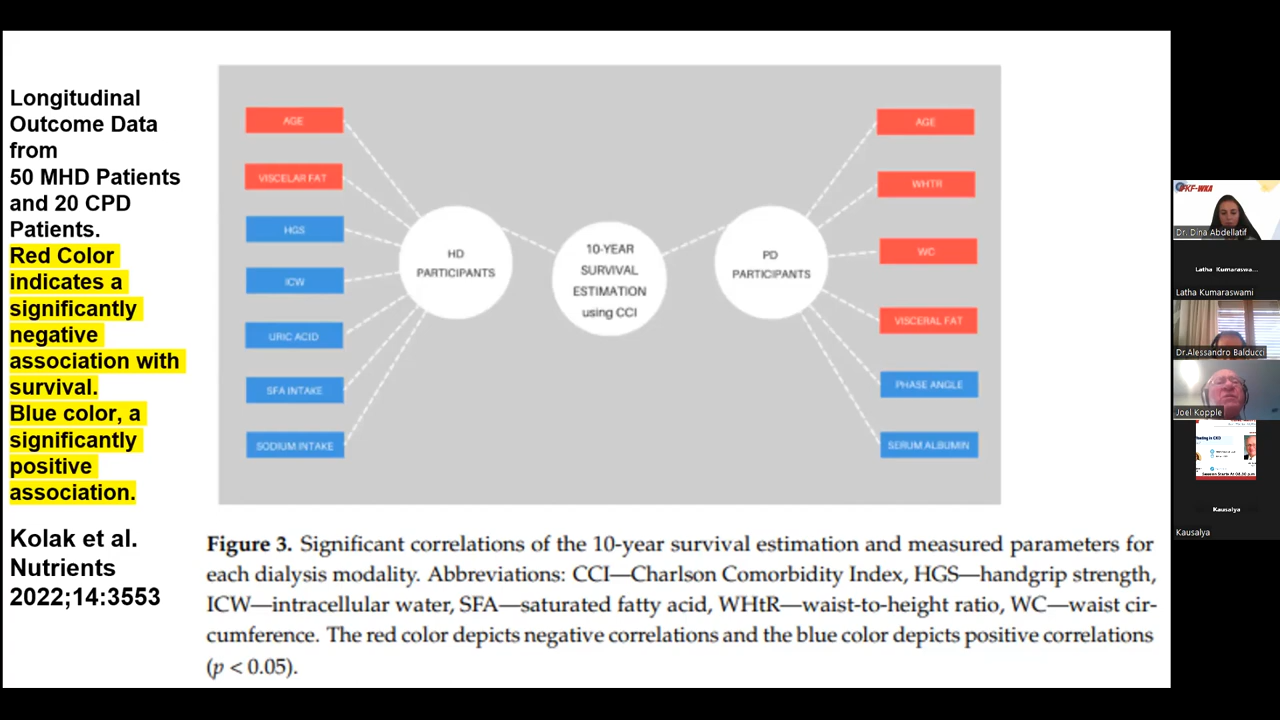 Longitudinal
Outcome Data
from
50 MHD Patients
and 20 CPD
Patients.
Red Color
indicates a
significantly
negative
association with
survival.
Blue color, a
significantly
positive
association.
Kolak et al.
Nutrients
2022;14:3553
AGE
VISCELAR FAT
HGS
ICW
URIC ACID
SFA INTAKE
SODIUM INTAKE
HD
PARTICIPANTS
10-YEAR
SURVIVAL
ESTIMATION
using CCI
PD
PARTICIPANTS
AGE
WHTR
WC
VISCERAL FAT
PHASE ANGLE
SERUM ALBUMIN
Figure 3. Significant correlations of the 10-year survival estimation and measured parameters for
each dialysis modality. Abbreviations: CCI—Charlson Comorbidity Index, HGS—handgrip strength,
ICW—intracellular water, SFA—saturated fatty acid, WHtR—waist-to-height ratio, WC—waist cir-
cumference. The red color depicts negative correlations and the blue color depicts positive correlations
(p < 0.05).
Dr. Dina Abdellatif
Latha Kumaraswa...
Latha Kumaraswami
Dr.Alessandro Balducci
Joel Kopple
Kausalya
Kausalya